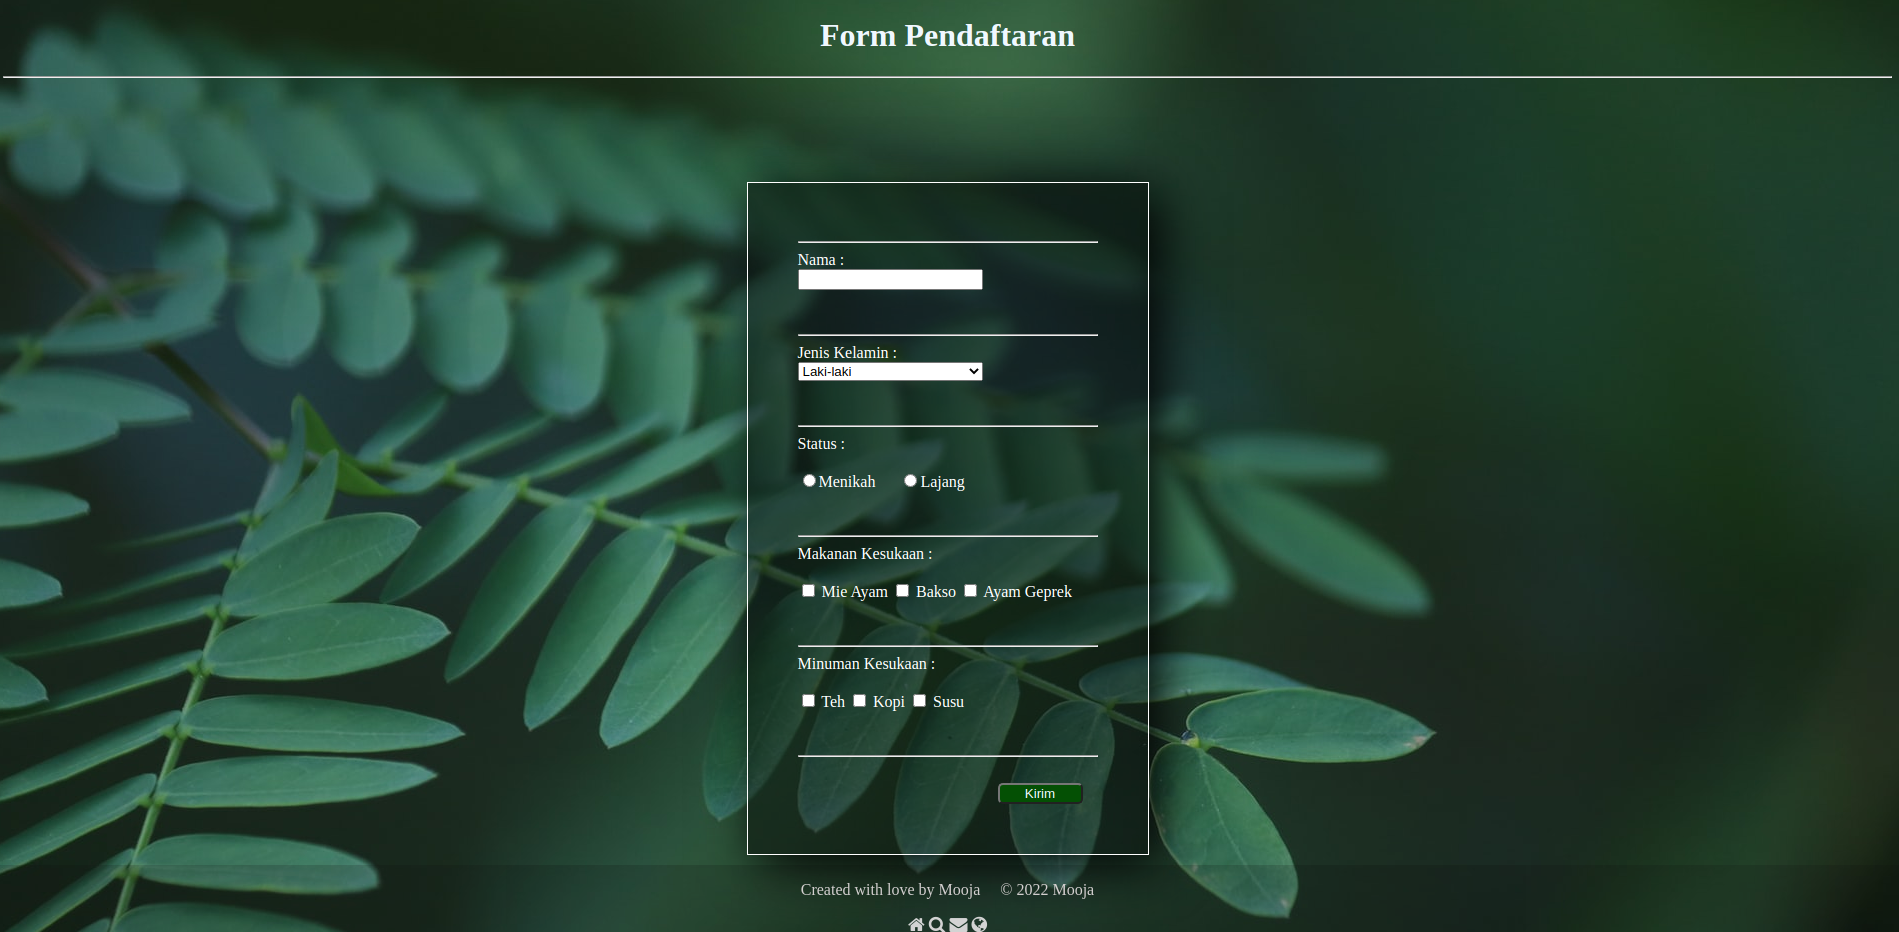 Form Pendaftaran
Nama :
Jenis Kelamin :
Laki-laki
Status :
Menikah Lajang
Makanan Kesukaan :
Mie Ayam Bakso Ayam Geprek
Minuman Kesukaan :
Teh Kopi Susu
Kirim
Created with love by Mooja © 2022 Mooja